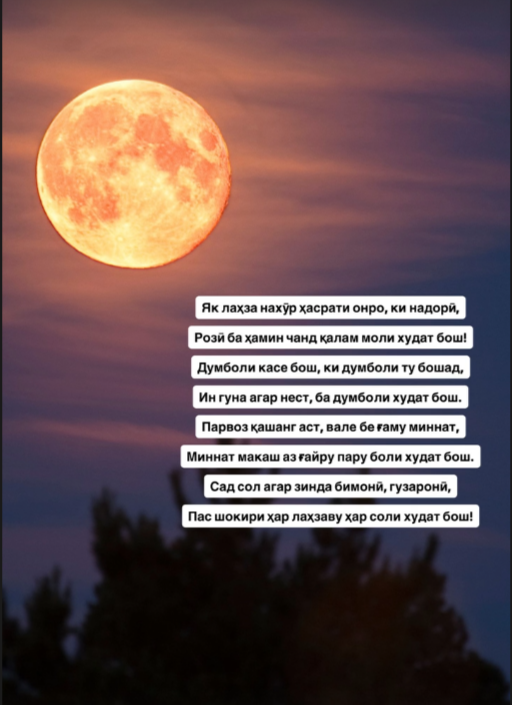 Як лаҳза нахӯр ҳасрати онро, ки надорӣ,
Розӣ ба ҳамин чанд қалам моли худат бош!
Думболи касе бош, ки думболи ту бошад,
Ин гуна агар нест, ба думболи худат бош.
Парвоз қашанг аст, вале бе ғаму миннат,
Миннат макаш аз ғайру пару боли худат бош.
Сад сол агар зинда бимонӣ, гузаронӣ,
Пас шокири ҳар лаҳзаву ҳар соли худат бош!